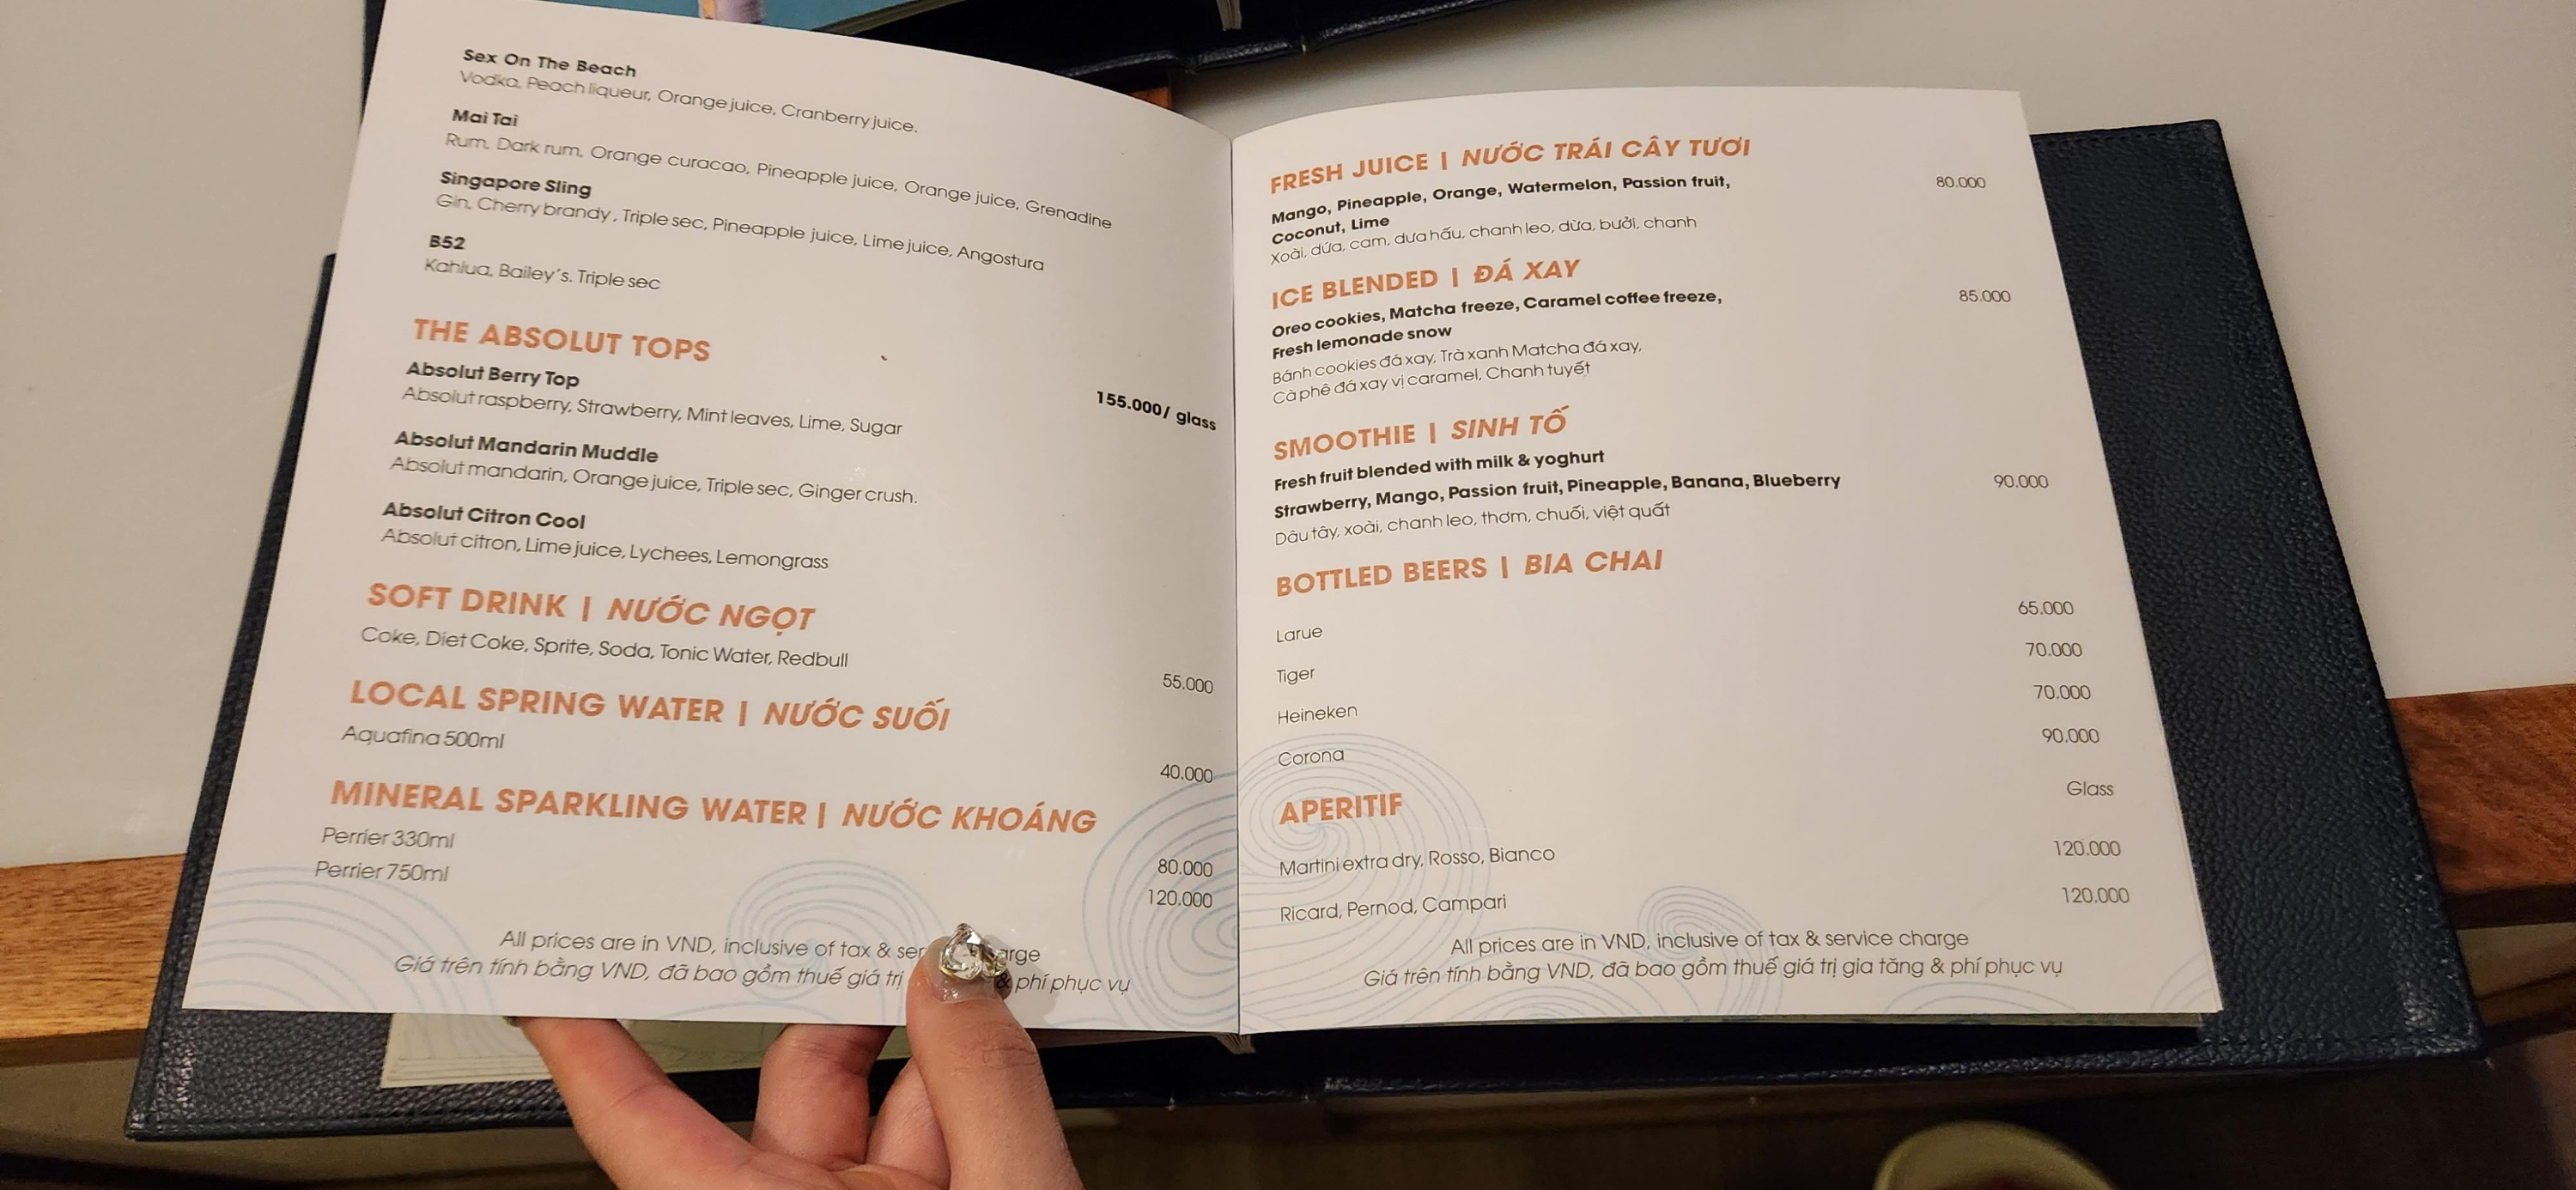 Sex On The Beach
Vodka, Peach liqueur, Orange juice, Cranberry juice.
Mai Tai
Rum, Dark rum, Orange curacao, Pineapple juice, Orange juice, Grenadine
Singapore Sling
Gin, Cherry brandy, Triple sec, Pineapple juice, Lime juice, Angostura
B52
Kahlua, Bailey's. Triple sec
THE ABSOLUT TOPS
155.000/ glass
Absolut Berry Top
Absolut raspberry, Strawberry, Mint leaves, Lime, Sugar
Absolut Mandarin Muddle
Absolut mandarin, Orange juice, Triple sec, Ginger crush.
Absolut Citron Cool
Absolut citron, Lime juice, Lychees, Lemongrass
SOFT DRINK | NƯỚC NGỌT
Coke, Diet Coke, Sprite, Soda, Tonic Water, Redbull 55.000
LOCAL SPRING WATER | NƯỚC SUỐI
Aquafina 500ml 40.000
MINERAL SPARKLING WATER | NƯỚC KHOÁNG
Perrier 330ml 80.000
Perrier 750ml 120.000
All prices are in VND, inclusive of tax &
Giá trên tính bằng VND, đã bao gồm thuế giá trị & phí phục vụ
FRESH JUICE | NƯỚC TRÁI CÂY TƯƠI
Mango, Pineapple, Orange, Watermelon, Passion fruit, 80.000
Coconut, Lime
Xoài, dứa, cam, dưa hấu, chanh leo, dừa, bưởi, chanh
ICE BLENDED | ĐÁ XAY
Oreo cookies, Matcha freeze, Caramel coffee freeze, 85.000
Fresh lemonade snow
Bánh cookies đá xay, Trà xanh Matcha đá xay,
Cà phê đá xay vị caramel, Chanh tuyết
SMOOTHIE | SINH TỐ
Fresh fruit blended with milk & yoghurt
Strawberry, Mango, Passion fruit, Pineapple, Banana, Blueberry 90.000
Dâu tây, xoài, chanh leo, thơm, chuối, việt quất
BOTTLED BEERS | BIA CHAI
Larue 65.000
Tiger 70.000
Heineken 70.000
Corona 90.000
APERITIF Glass
Martini extra dry, Rosso, Bianco 120.000
Ricard, Pernod, Campari 120.000
All prices are in VND, inclusive of tax & service charge
Giá trên tính bằng VND, đã bao gồm thuế giá trị gia tăng & phí phục vụ